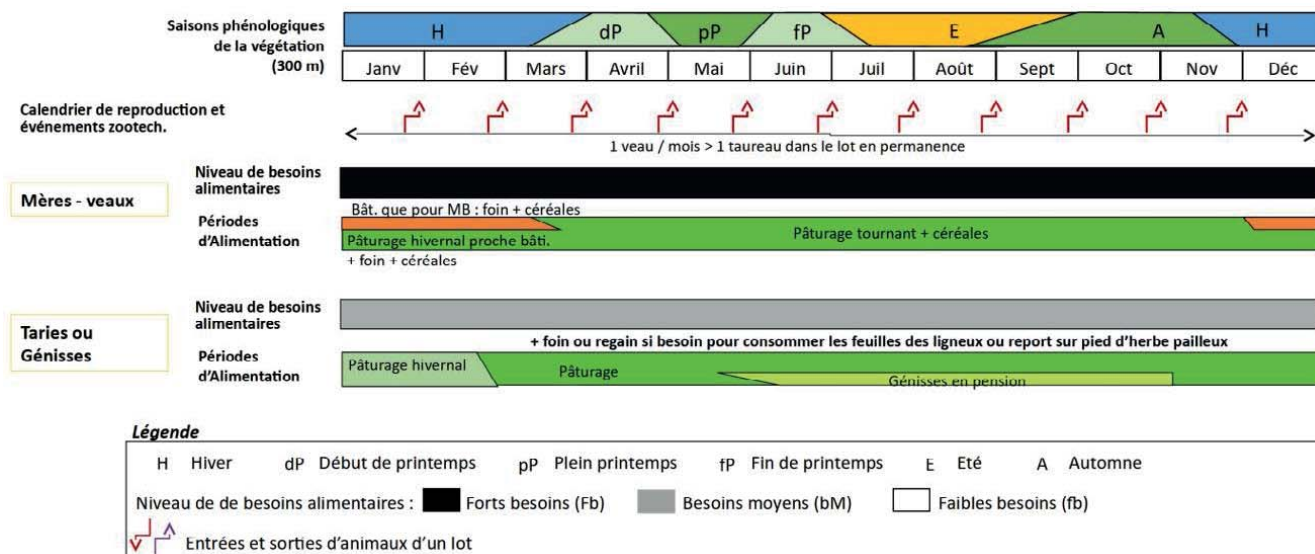 Saisons phénologiques
de la végétation
(300 m)
H dP pP fP E A H
Janv Fév Mars Avril Mai Juin Juil Août Sept Oct Nov Déc
Calendrier de reproduction et
événements zootech.
1 veau / mois > 1 taureau dans le lot en permanence
Mères - veaux
Niveau de besoins
alimentaires
Bât. que pour MB : foin + céréales
Périodes
d'Alimentation
Pâturage tournant + céréales
Pâturage hivernal proche bâti.
+ foin + céréales
Taries ou
Génisses
Niveau de besoins
alimentaires
+ foin ou regain si besoin pour consommer les feuilles des ligneux ou report sur pied d'herbe pailleux
Périodes
d'Alimentation
Pâturage hivernal
Pâturage
Génisses en pension
Légende
H Hiver dP Début de printemps pP Plein printemps fP Fin de printemps E Eté A Automne
Niveau de de besoins alimentaires : Forts besoins (Fb) Besoins moyens (bM) Faibles besoins (fb)
Entrées et sorties d'animaux d'un lot